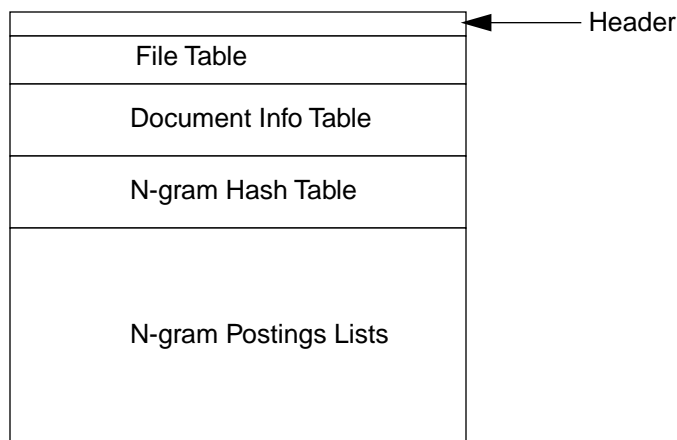 Header
File Table
Document Info Table
N-gram Hash Table
N-gram Postings Lists